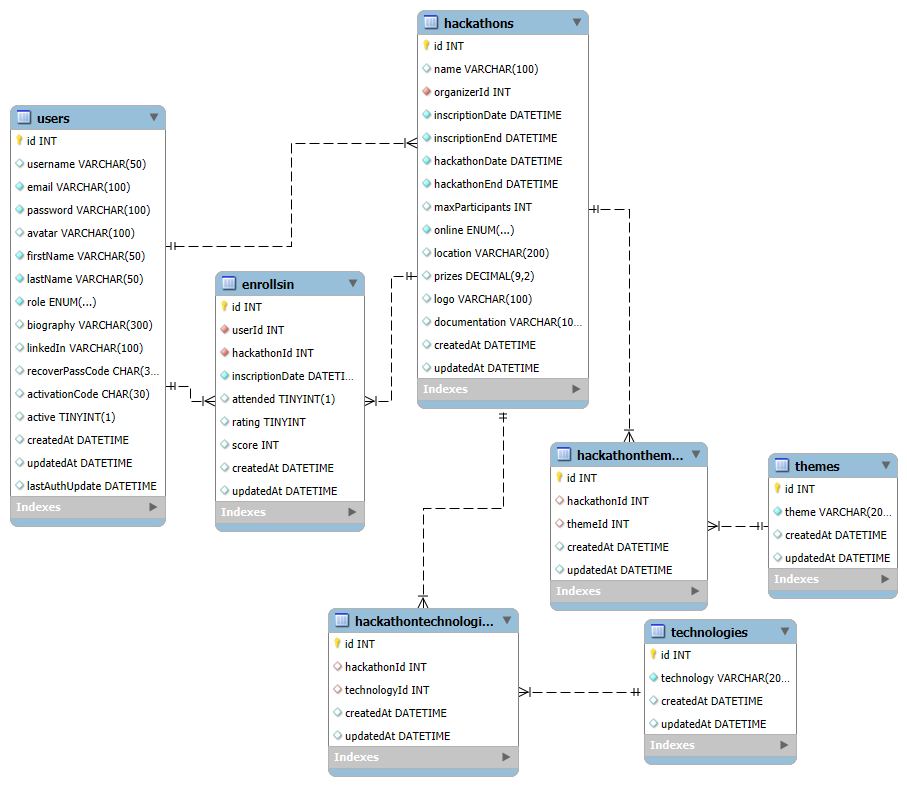 hackathons
id INT
name VARCHAR(100)
organizerId INT
inscriptionDate DATETIME
inscriptionEnd DATETIME
hackathonDate DATETIME
hackathonEnd DATETIME
maxParticipants INT
online ENUM(...)
location VARCHAR(200)
prizes DECIMAL(9,2)
logo VARCHAR(100)
documentation VARCHAR(10...
createdAt DATETIME
updatedAt DATETIME
Indexes
users
id INT
username VARCHAR(50)
email VARCHAR(100)
password VARCHAR(100)
avatar VARCHAR(100)
firstName VARCHAR(50)
lastName VARCHAR(50)
role ENUM(...)
biography VARCHAR(300)
linkedIn VARCHAR(100)
recoverPassCode CHAR(3...
activationCode CHAR(30)
active TINYINT(1)
createdAt DATETIME
updatedAt DATETIME
lastAuthUpdate DATETIME
Indexes
enrollsin
id INT
userId INT
hackathonId INT
inscriptionDate DATETI...
attended TINYINT(1)
rating TINYINT
score INT
createdAt DATETIME
updatedAt DATETIME
Indexes
hackathonthem...
id INT
hackathonId INT
themeId INT
createdAt DATETIME
updatedAt DATETIME
Indexes
themes
id INT
theme VARCHAR(20...
createdAt DATETIME
updatedAt DATETIME
Indexes
hackathontechnologi...
id INT
hackathonId INT
technologyId INT
createdAt DATETIME
updatedAt DATETIME
Indexes
technologies
id INT
technology VARCHAR(20...
createdAt DATETIME
updatedAt DATETIME
Indexes